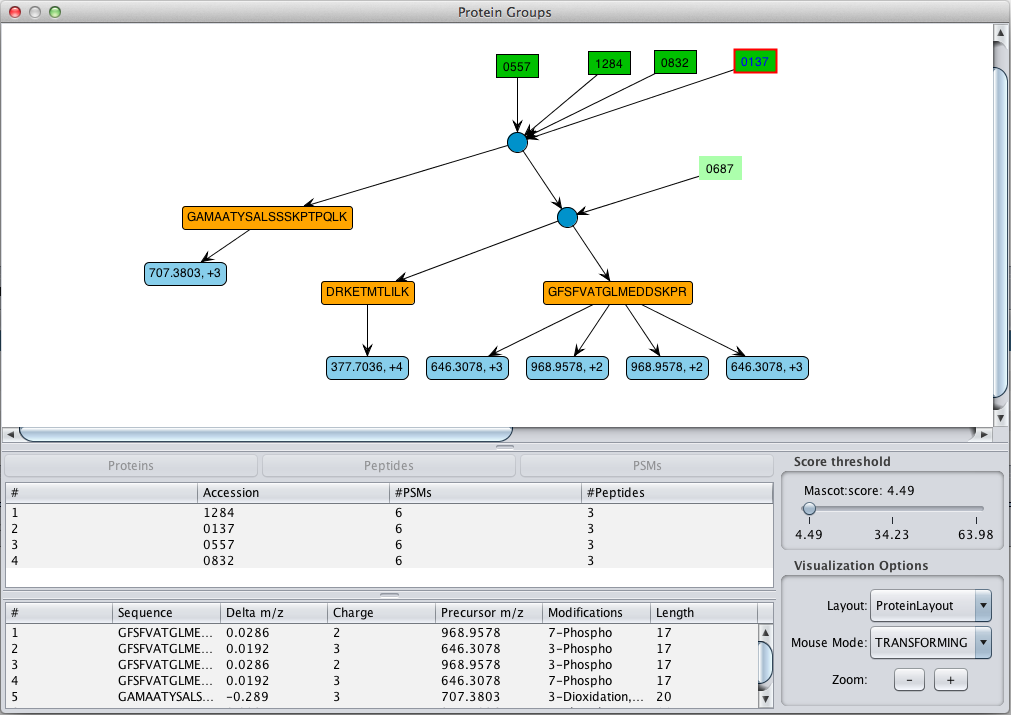 Protein Groups
0557
1284
0832
0137
0687
GAMAATYSALSSSKPTPQLK
707.3803, +3
DRKETMTLILK
GFSFVATGLMEDDSKPR
377.7036, +4
646.3078, +3
968.9578, +2
968.9578, +2
646.3078, +3
Proteins Peptides PSMs
# Accession #PSMs #Peptides
1 1284 6 3
2 0137 6 3
3 0557 6 3
4 0832 6 3
# Sequence Delta m/z Charge Precursor m/z Modifications Length
1 GFSFVATGLME... 0.0286 2 968.9578 7-Phospho 17
2 GFSFVATGLME... 0.0192 3 646.3078 3-Phospho 17
3 GFSFVATGLME... 0.0286 2 968.9578 3-Phospho 17
4 GFSFVATGLME... 0.0192 3 646.3078 7-Phospho 17
5 GAMAATYSALS... -0.289 3 707.3803 3-Dioxidation,... 20
Score threshold
Mascot:score: 4.49
4.49 34.23 63.98
Visualization Options
Layout: ProteinLayout
Mouse Mode: TRANSFORMING
Zoom: - +